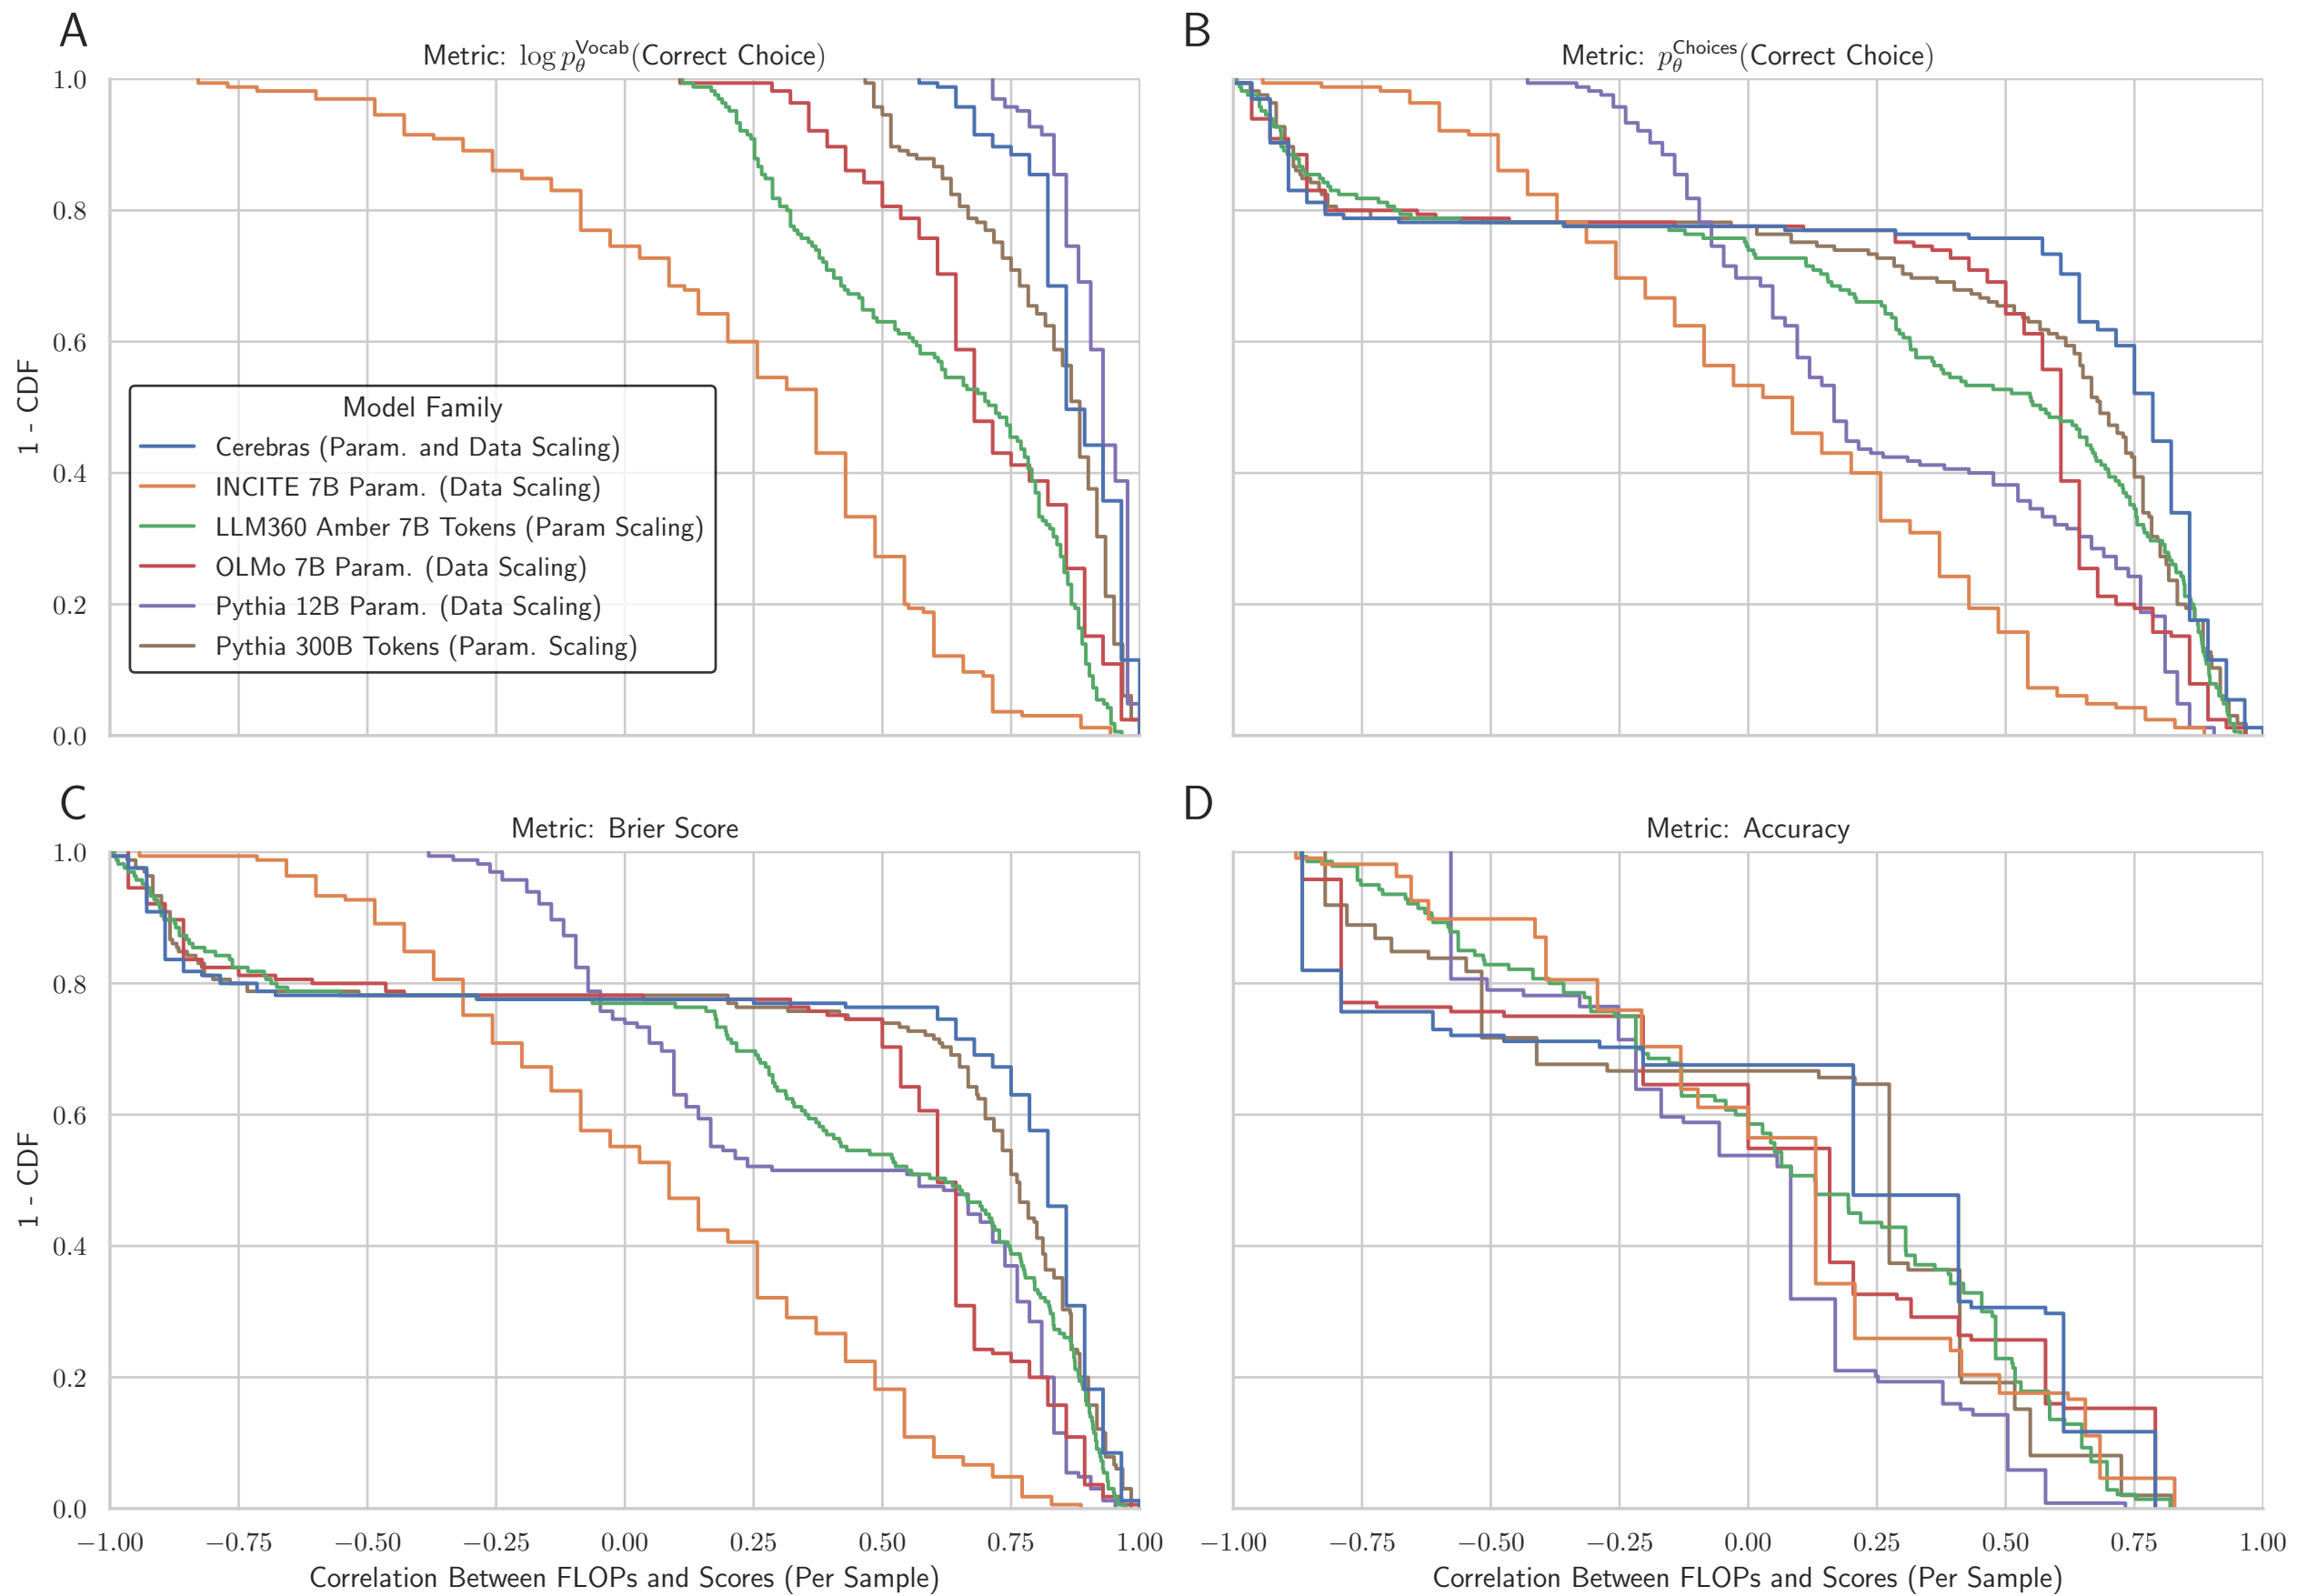 A
Metric: log p_θ^Vocab(Correct Choice)
B
Metric: p_θ^Choices(Correct Choice)
1.0
0.8
0.6
0.4
0.2
0.0
1 - CDF
Model Family
Cerebras (Param. and Data Scaling)
INCITE 7B Param. (Data Scaling)
LLM360 Amber 7B Tokens (Param Scaling)
OLMo 7B Param. (Data Scaling)
Pythia 12B Param. (Data Scaling)
Pythia 300B Tokens (Param. Scaling)
C
Metric: Brier Score
D
Metric: Accuracy
1.0
0.8
0.6
0.4
0.2
0.0
1 - CDF
−1.00 −0.75 −0.50 −0.25 0.00 0.25 0.50 0.75 1.00
Correlation Between FLOPs and Scores (Per Sample)
−1.00 −0.75 −0.50 −0.25 0.00 0.25 0.50 0.75 1.00
Correlation Between FLOPs and Scores (Per Sample)